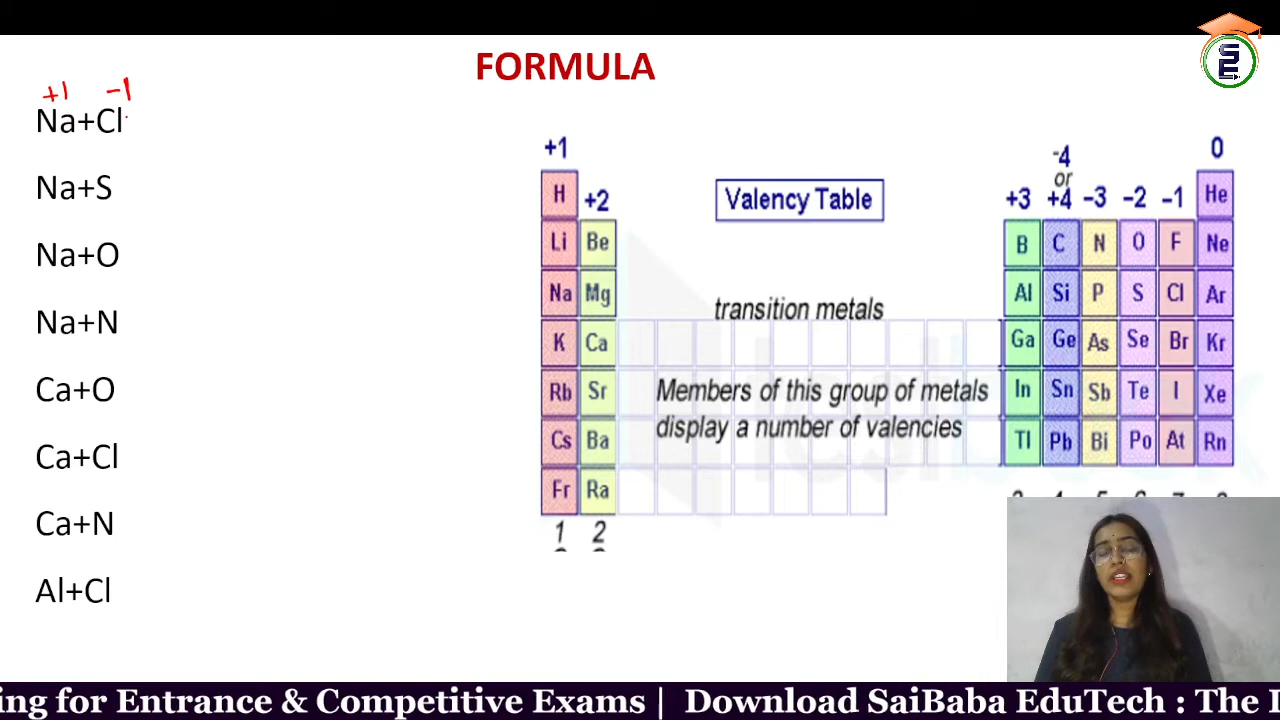 FORMULA
+1 -1
Na+Cl
Na+S
Na+O
Na+N
Ca+O
Ca+Cl
Ca+N
Al+Cl
+1 -4 0
or
+2 +3 +4 -3 -2 -1
Valency Table
H He
Li Be B C N O F Ne
Na Mg Al Si P S Cl Ar
transition metals
K Ca Ga Ge As Se Br Kr
Rb Sr In Sn Sb Te I Xe
Members of this group of metals
display a number of valencies
Cs Ba Tl Pb Bi Po At Rn
Fr Ra
1 2
ing for Entrance & Competitive Exams | Download SaiBaba EduTech : The